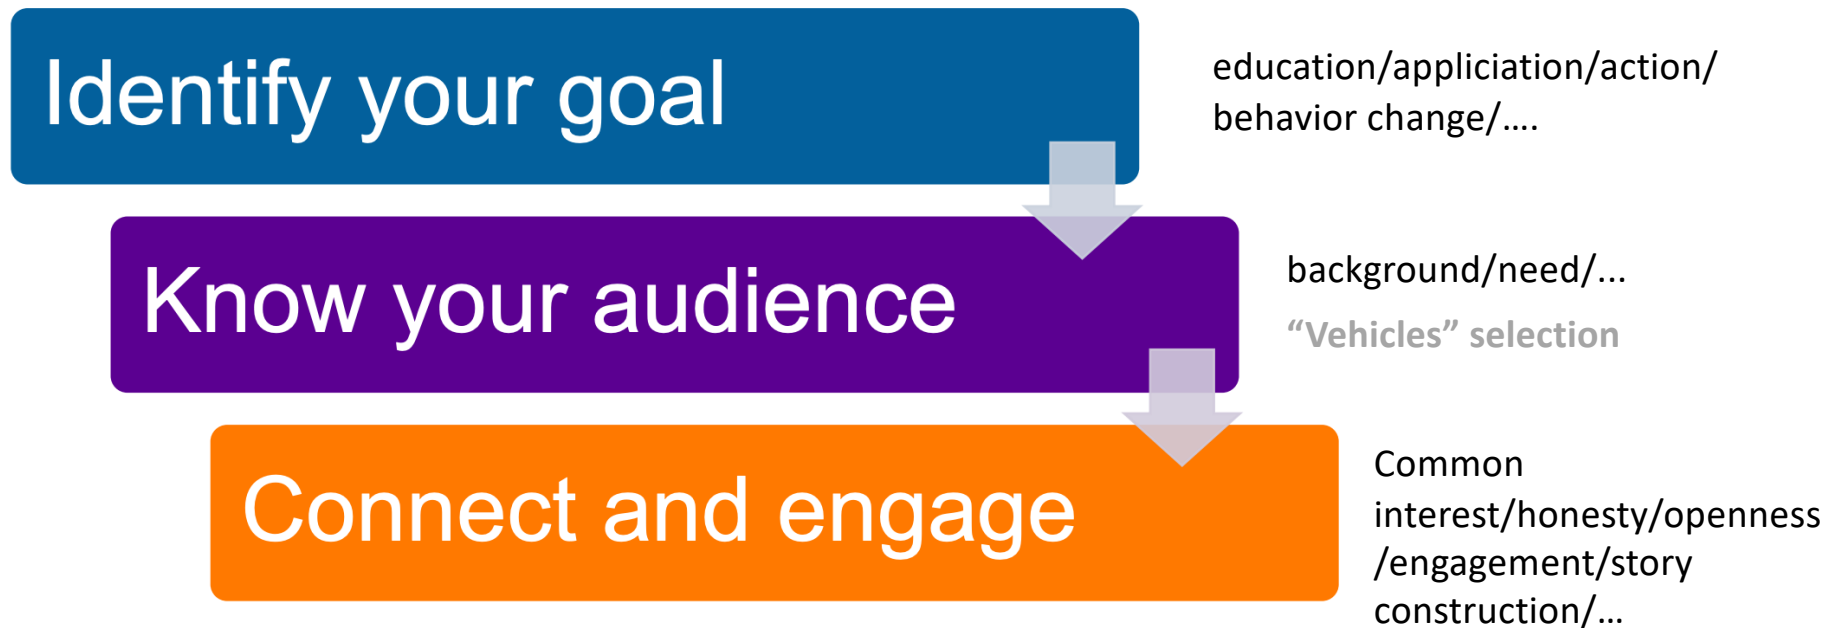 Identify your goal
education/appliciation/action/
behavior change/....
Know your audience
background/need/...
“Vehicles” selection
Connect and engage
Common
interest/honesty/openness
/engagement/story
construction/...